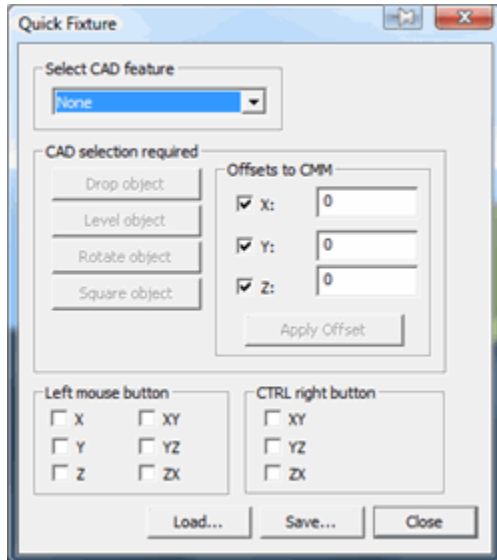 Quick Fixture
Select CAD feature
None
CAD selection required
Drop object
Level object
Rotate object
Square object
Offsets to CMM
X: 0
Y: 0
Z: 0
Apply Offset
Left mouse button
X XY
Y YZ
Z ZX
CTRL right button
XY
YZ
ZX
Load... Save... Close